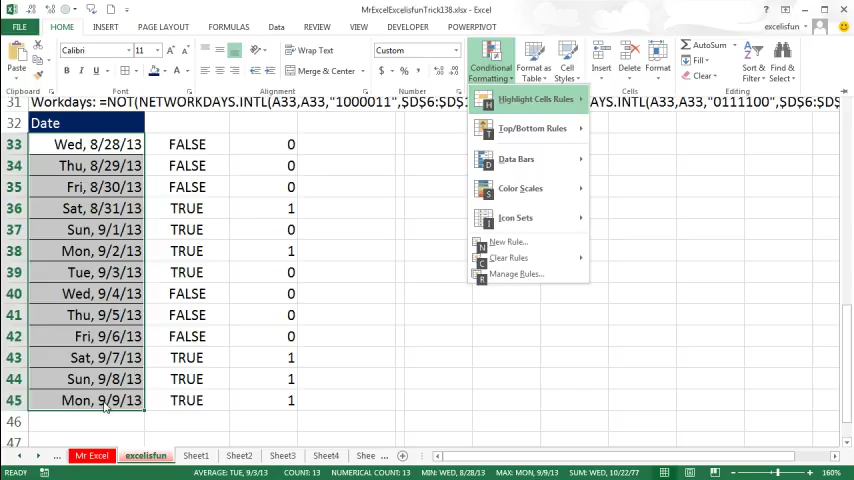 MrExcelExcelisfunTrick138.xlsx - Excel
FILE HOME INSERT PAGE LAYOUT FORMULAS Data REVIEW VIEW DEVELOPER POWERPIVOT excelisfun
Calibri 11 Wrap Text Custom AutoSum
Paste B I U Merge & Center $ % Conditional Formatting Format as Table Cell Styles Insert Delete Format Fill Clear Sort & Filter Find & Select
Clipboard Font Alignment Cells Editing
31 Workdays: =NOT(NETWORKDAYS.INTL(A33,A33,"1000011",$D$6:$D$1 DAYS.INTL(A33,A33,"0111100",$D$6:$D$
32 Date
33 Wed, 8/28/13 FALSE 0
34 Thu, 8/29/13 FALSE 0
35 Fri, 8/30/13 FALSE 0
36 Sat, 8/31/13 TRUE 1
37 Sun, 9/1/13 TRUE 0
38 Mon, 9/2/13 TRUE 1
39 Tue, 9/3/13 TRUE 0
40 Wed, 9/4/13 FALSE 0
41 Thu, 9/5/13 FALSE 0
42 Fri, 9/6/13 FALSE 0
43 Sat, 9/7/13 TRUE 1
44 Sun, 9/8/13 TRUE 1
45 Mon, 9/9/13 TRUE 1
46
47
Highlight Cells Rules
H
Top/Bottom Rules
T
Data Bars
D
Color Scales
S
Icon Sets
I
New Rule...
N
Clear Rules
C
Manage Rules...
R
... Mr Excel excelisfun Sheet1 Sheet2 Sheet3 Sheet4 Shee ...
READY AVERAGE: TUE, 9/3/13 COUNT: 13 NUMERICAL COUNT: 13 MIN: WED, 8/28/13 MAX: MON, 9/9/13 SUM: WED, 10/22/77 160%